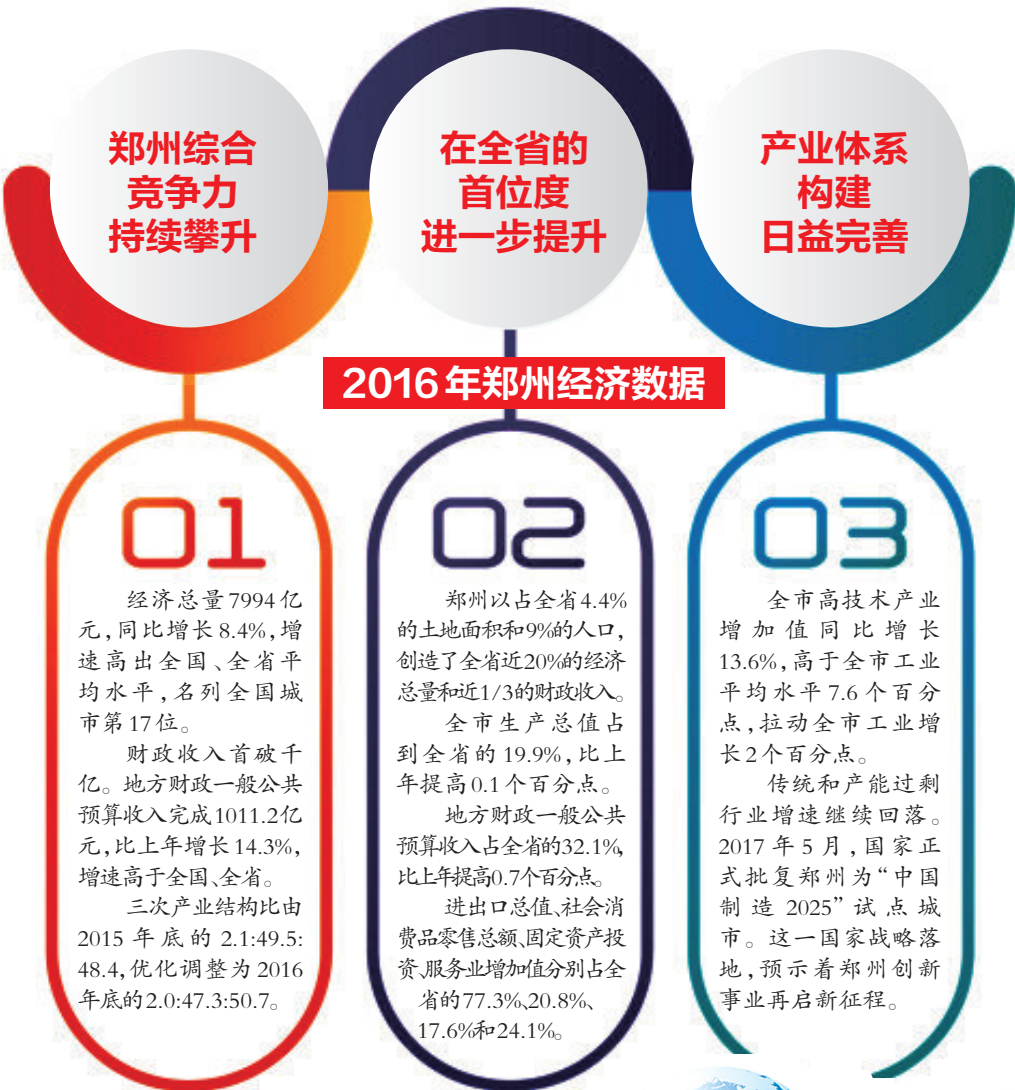 郑州综合
竞争力
持续攀升
在全省的
首位度
进一步提升
产业体系
构建
日益完善
2016年郑州经济数据
01
经济总量7994亿
元,同比增长8.4%,增
速高出全国、全省平
均水平,名列全国城
市第17位。
财政收入首破千
亿。地方财政一般公共
预算收入完成1011.2亿
元,比上年增长14.3%,
增速高于全国、全省。
三次产业结构比由
2015年底的2.1:49.5:
48.4,优化调整为2016
年底的2.0:47.3:50.7。
02
郑州以占全省4.4%
的土地面积和9%的人口,
创造了全省近20%的经济
总量和近1/3的财政收入。
全市生产总值占
到全省的19.9%,比上
年提高0.1个百分点。
地方财政一般公共
预算收入占全省的32.1%,
比上年提高0.7个百分点。
进出口总值、社会消
费品零售总额、固定资产投
资、服务业增加值分别占全
省的77.3%、20.8%、
17.6%和24.1%。
03
全市高技术产业
增加值同比增长
13.6%,高于全市工业
平均水平7.6个百分
点,拉动全市工业增
长2个百分点。
传统和产能过剩
行业增速继续回落。
2017年5月,国家正
式批复郑州为“中国
制造2025”试点城
市。这一国家战略落
地,预示着郑州创新
事业再启新征程。